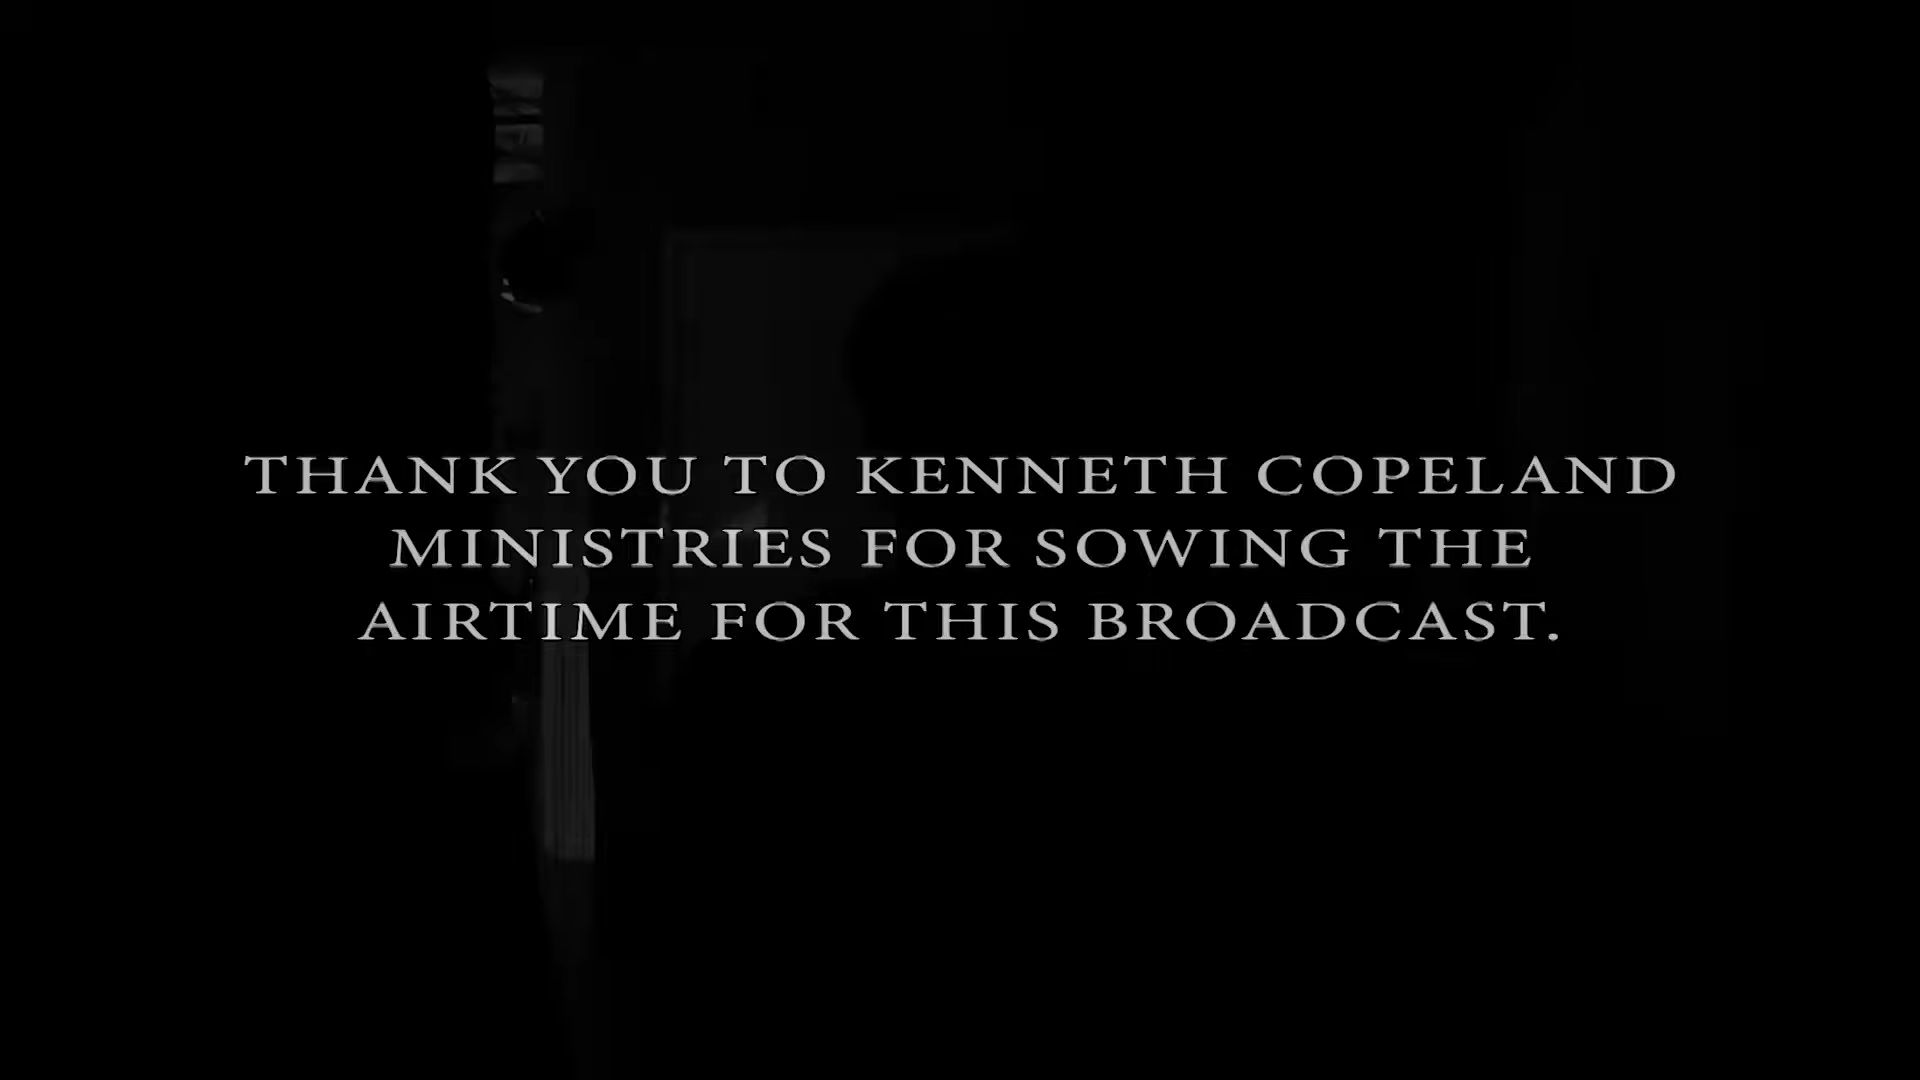 THANK YOU TO KENNETH COPELAND
MINISTRIES FOR SOWING THE
AIRTIME FOR THIS BROADCAST.